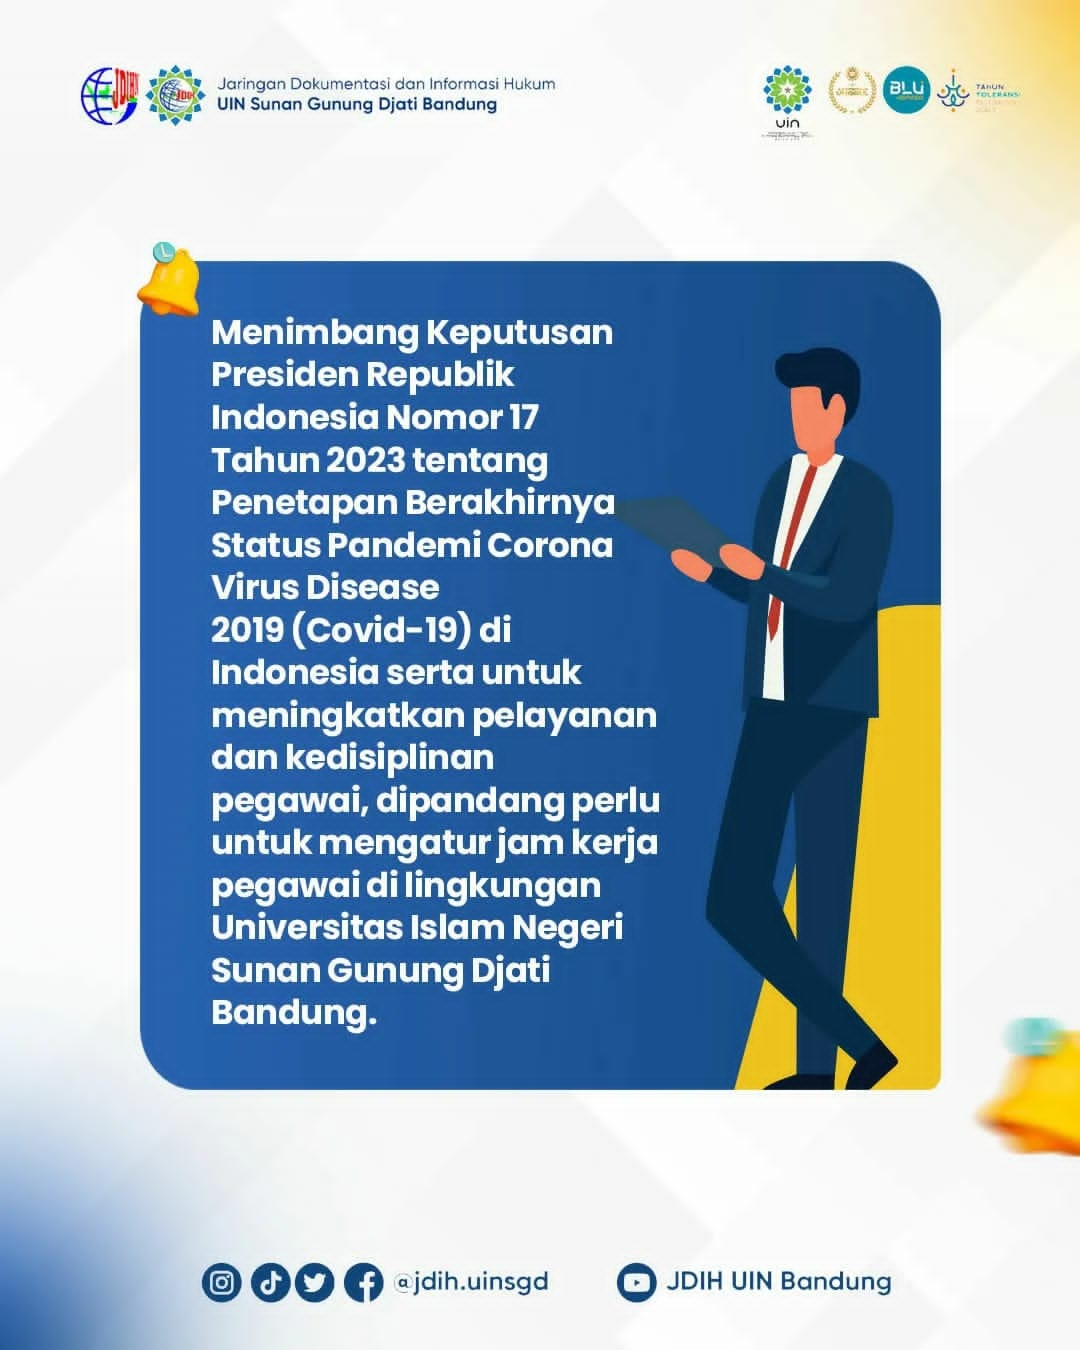 JDIHN
JDIH
Jaringan Dokumentasi dan Informasi Hukum
UIN Sunan Gunung Djati Bandung
uin
BLU
TAHUN
TOLERANSI
Menimbang Keputusan
Presiden Republik
Indonesia Nomor 17
Tahun 2023 tentang
Penetapan Berakhirnya
Status Pandemi Corona
Virus Disease
2019 (Covid-19) di
Indonesia serta untuk
meningkatkan pelayanan
dan kedisiplinan
pegawai, dipandang perlu
untuk mengatur jam kerja
pegawai di lingkungan
Universitas Islam Negeri
Sunan Gunung Djati
Bandung.
@jdih.uinsgd
JDIH UIN Bandung